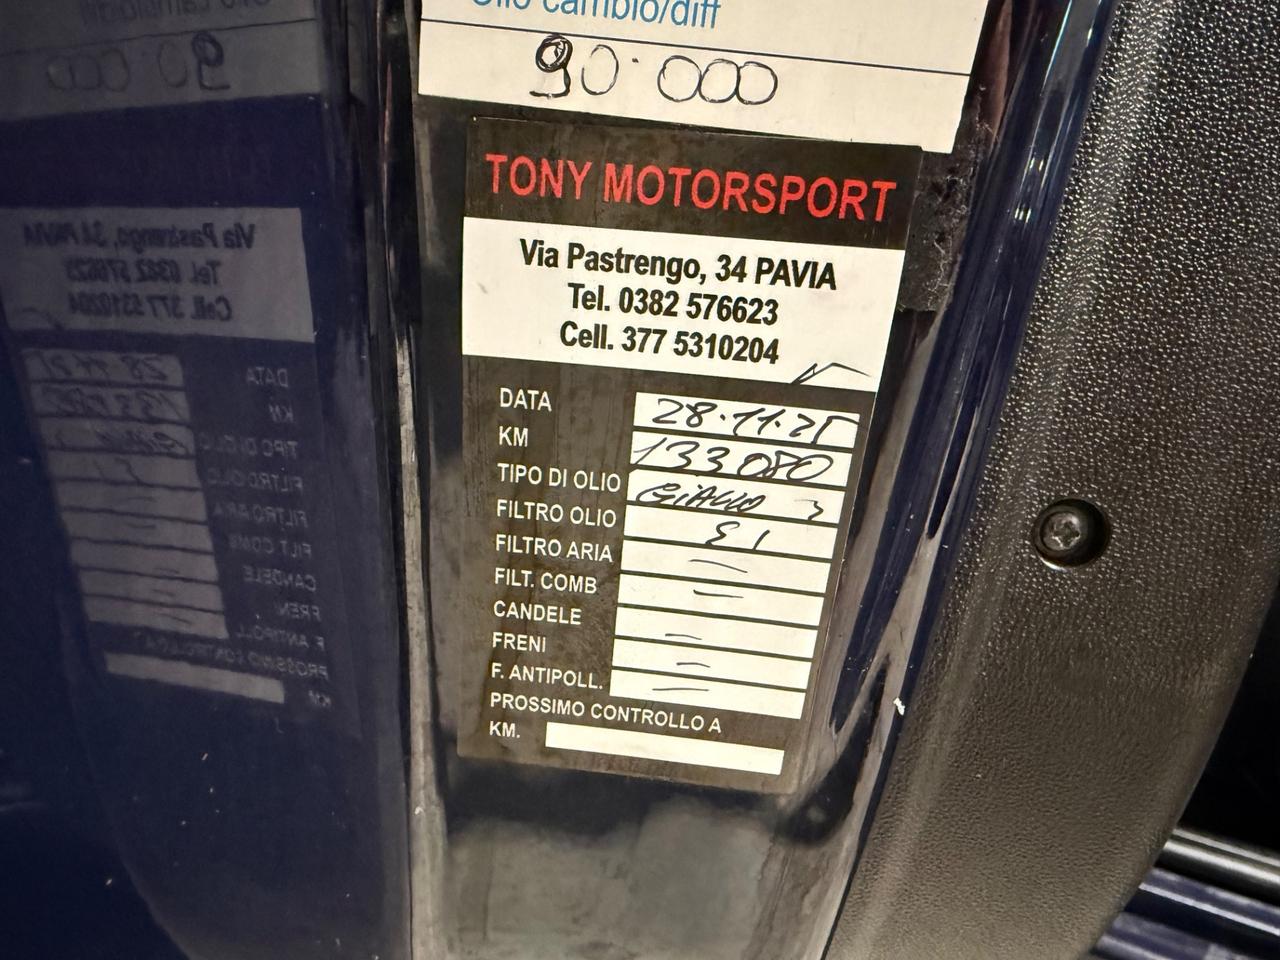 Olio cambio/diff
90.000
TONY MOTORSPORT
Via Pastrengo, 34 PAVIA
Tel. 0382 576623
Cell. 377 5310204
DATA 28.11.25
KM 133080
TIPO DI OLIO
FILTRO OLIO SI
FILTRO ARIA —
FILT. COMB —
CANDELE —
FRENI —
F. ANTIPOLL. —
PROSSIMO CONTROLLO A
KM.